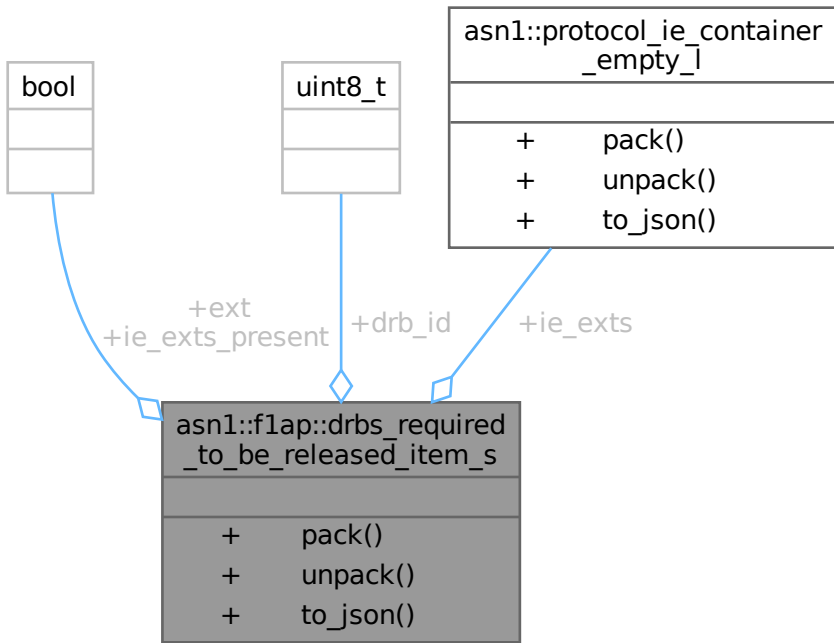 asn1::protocol_ie_container
_empty_l
bool
uint8_t
+ pack()
+ unpack()
+ to_json()
+ext
+ie_exts_present
+drb_id
+ie_exts
asn1::f1ap::drbs_required
_to_be_released_item_s
+ pack()
+ unpack()
+ to_json()